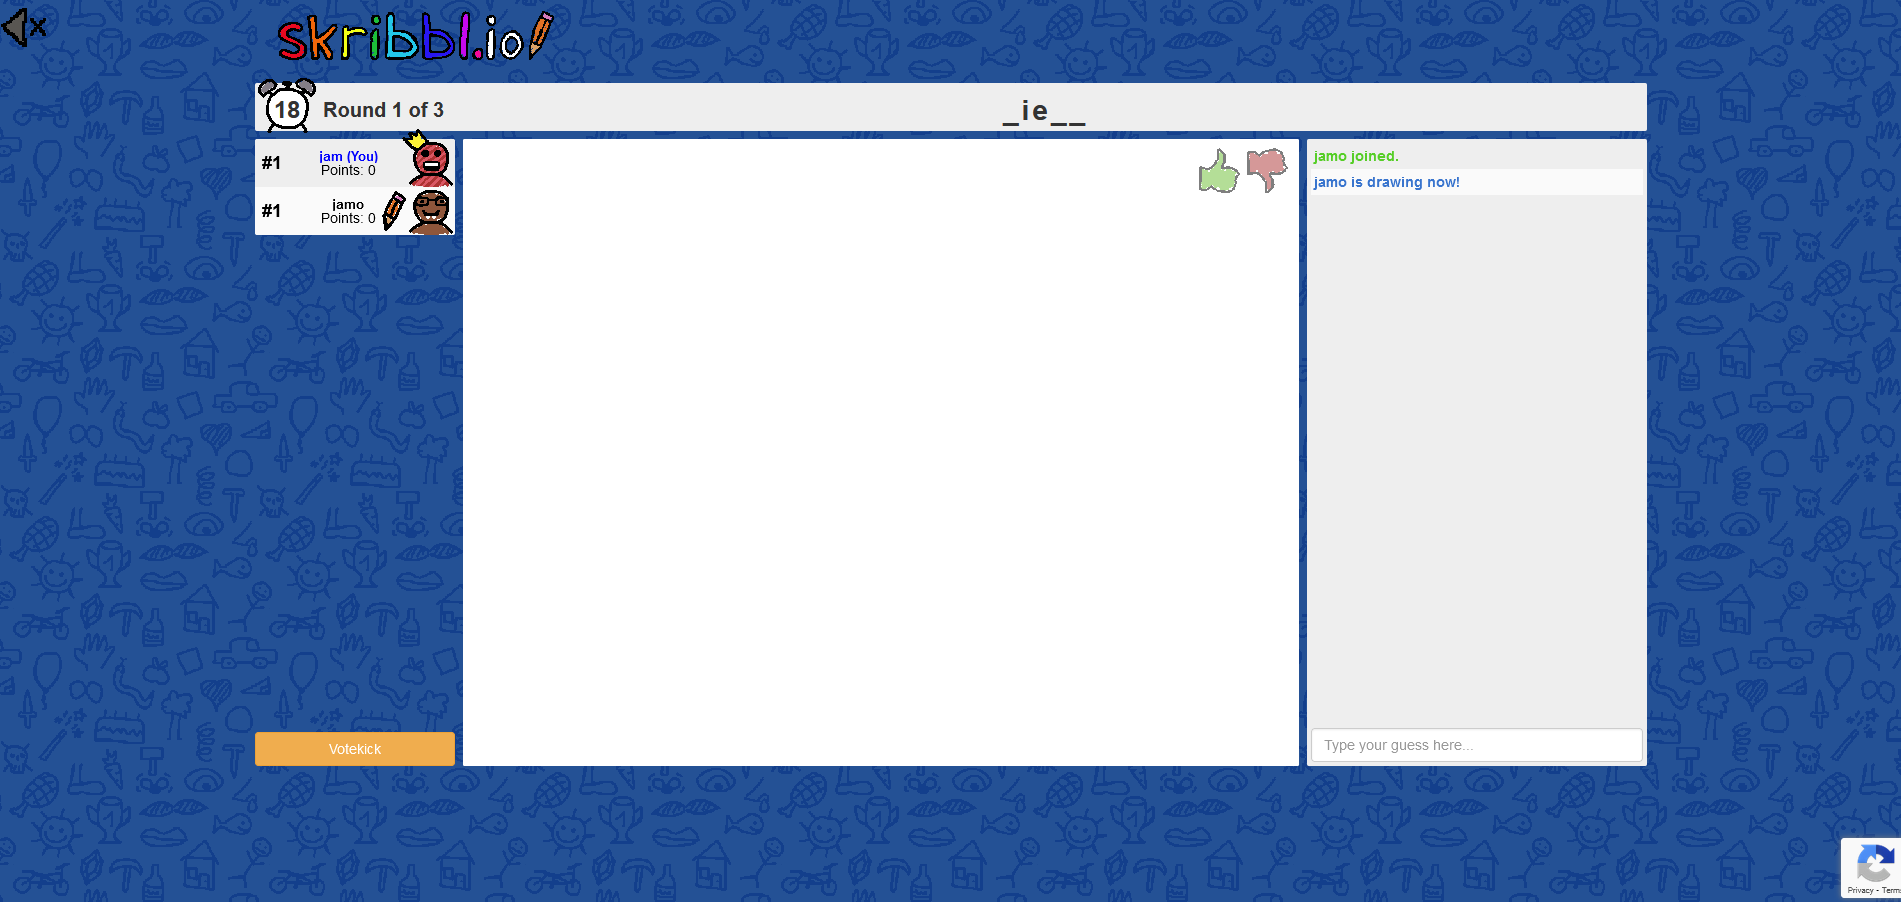 skribbl.io
18
Round 1 of 3
_ie__
#1
jam (You)
Points: 0
#1
jamo
Points: 0
jamo joined.
jamo is drawing now!
Votekick
Type your guess here...
Privacy - Terms